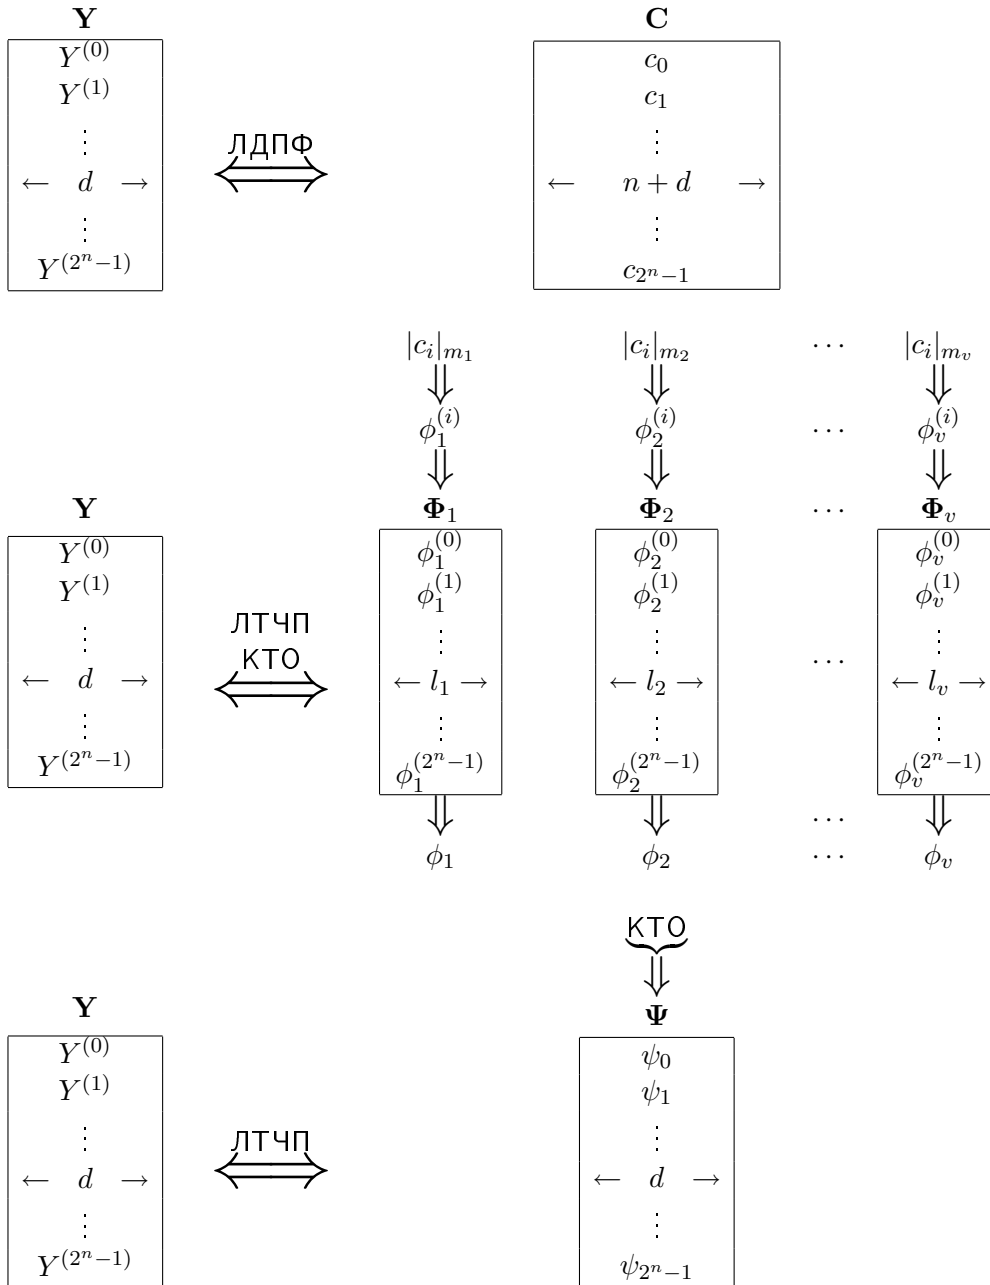 Y C
Y^{(0)} c_0
Y^{(1)} c_1
⋮ ⋮
ЛДПФ
← d → ⟺ ← n + d →
⋮ ⋮
Y^{(2^n−1)} c_{2^n−1}
|c_i|_{m_1} |c_i|_{m_2} ··· |c_i|_{m_v}
⇓ ⇓ ⇓
ϕ_1^{(i)} ϕ_2^{(i)} ··· ϕ_v^{(i)}
⇓ ⇓ ⇓
Y Φ_1 Φ_2 ··· Φ_v
Y^{(0)} ϕ_1^{(0)} ϕ_2^{(0)} ϕ_v^{(0)}
Y^{(1)} ϕ_1^{(1)} ϕ_2^{(1)} ϕ_v^{(1)}
ЛТЧП
⋮ ⋮ ⋮ ⋮
КТО ···
← d → ⟺ ← l_1 → ← l_2 → ← l_v →
⋮ ⋮ ⋮ ⋮
Y^{(2^n−1)} ϕ_1^{(2^n−1)} ϕ_2^{(2^n−1)} ϕ_v^{(2^n−1)}
⇓ ⇓ ··· ⇓
ϕ_1 ϕ_2 ··· ϕ_v
КТО
⇓
Y Ψ
Y^{(0)} ψ_0
Y^{(1)} ψ_1
⋮ ⋮
ЛТЧП
← d → ⟺ ← d →
⋮ ⋮
Y^{(2^n−1)} ψ_{2^n−1}